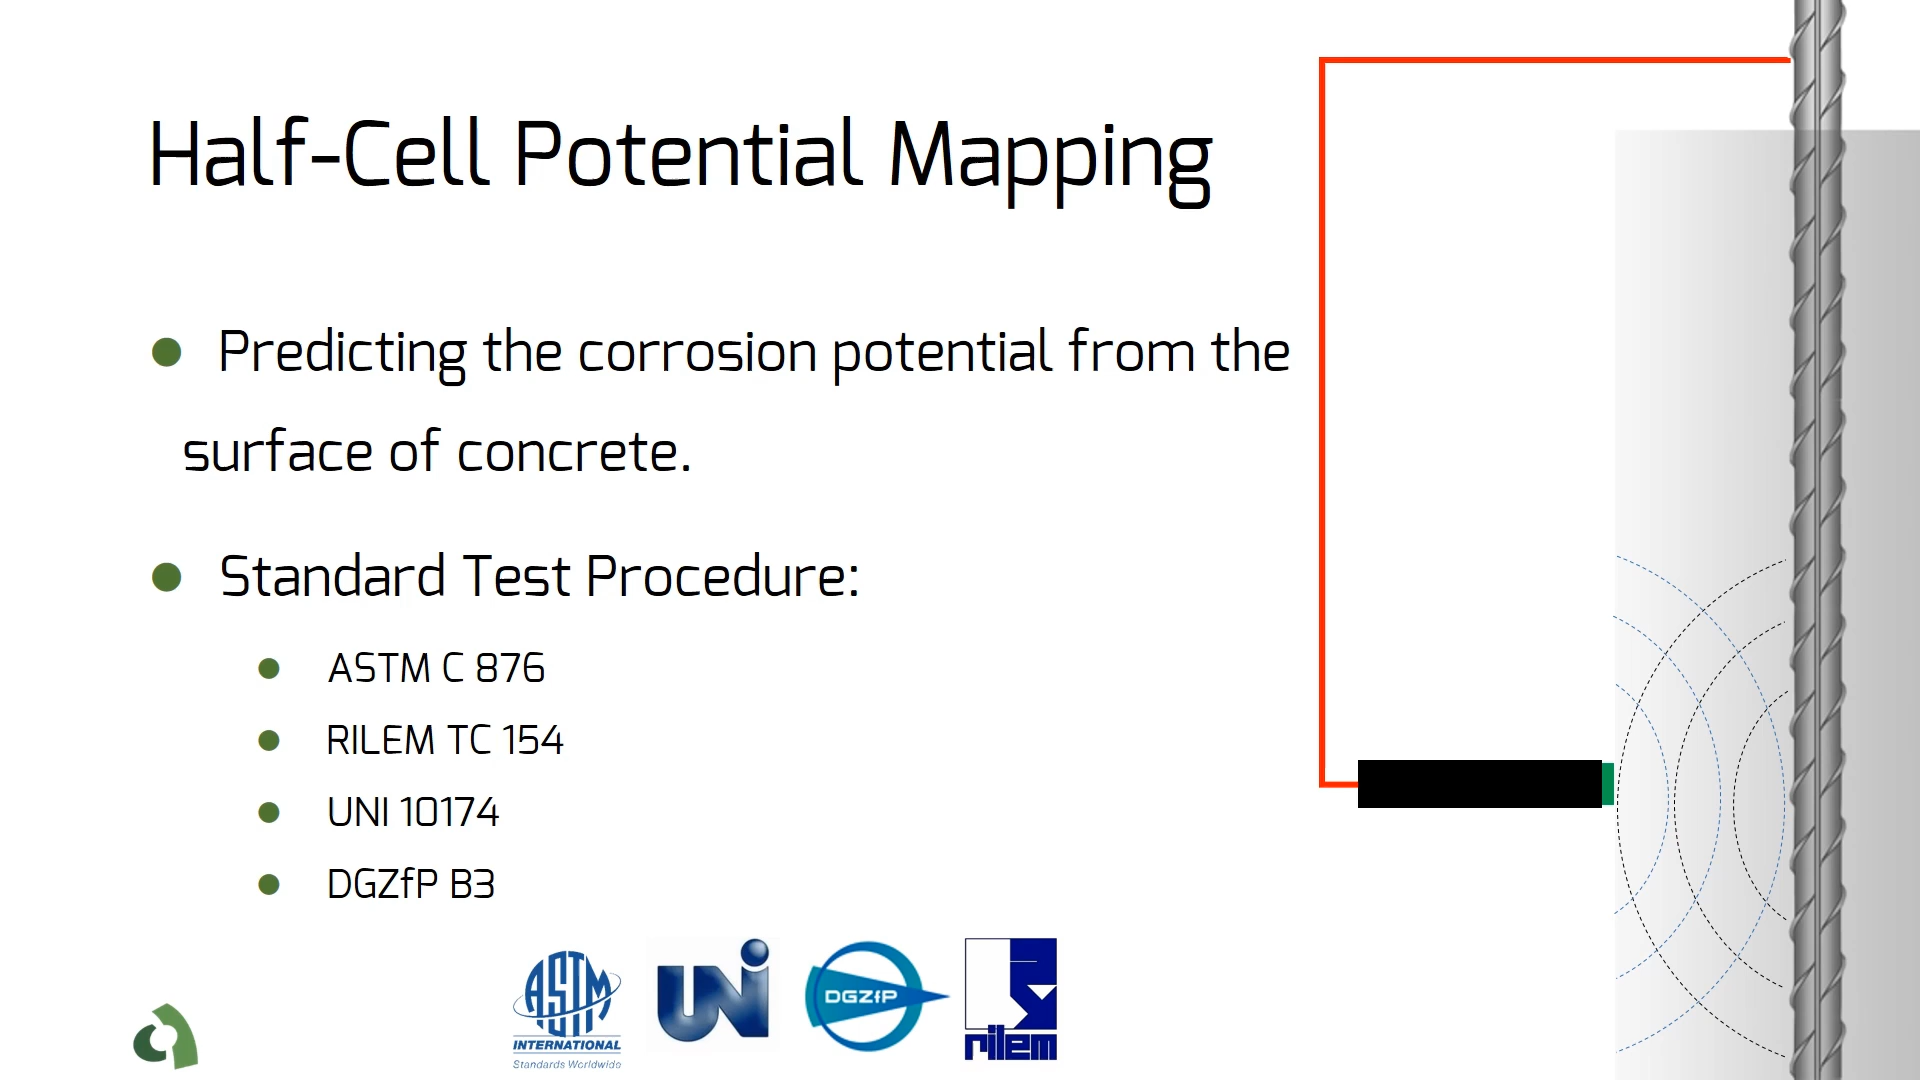 Half-Cell Potential Mapping
Predicting the corrosion potential from the
surface of concrete.
Standard Test Procedure:
ASTM C 876
RILEM TC 154
UNI 10174
DGZfP B3
ASTM
INTERNATIONAL
Standards Worldwide
UNI
DGZfP
rilem